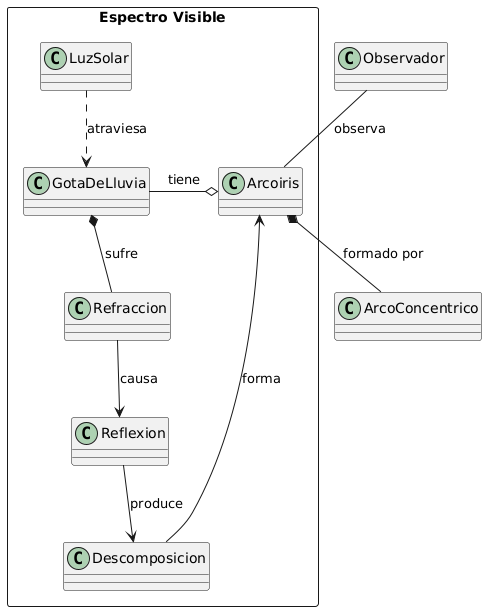 Espectro Visible
C LuzSolar
C Observador
atraviesa
observa
C GotaDeLluvia
tiene
C Arcoiris
sufre
formado por
C Refraccion
C ArcoConcentrico
causa
forma
C Reflexion
produce
C Descomposicion